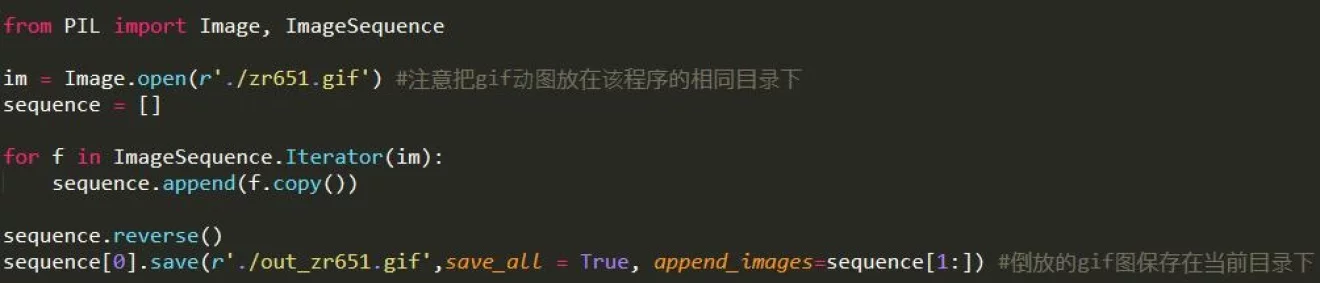 from PIL import Image, ImageSequence
im = Image.open(r'./zr651.gif') #注意把gif动图放在该程序的相同目录下
sequence = []
for f in ImageSequence.Iterator(im):
    sequence.append(f.copy())
sequence.reverse()
sequence[0].save(r'./out_zr651.gif',save_all = True, append_images=sequence[1:]) #倒放的gif图保存在当前目录下